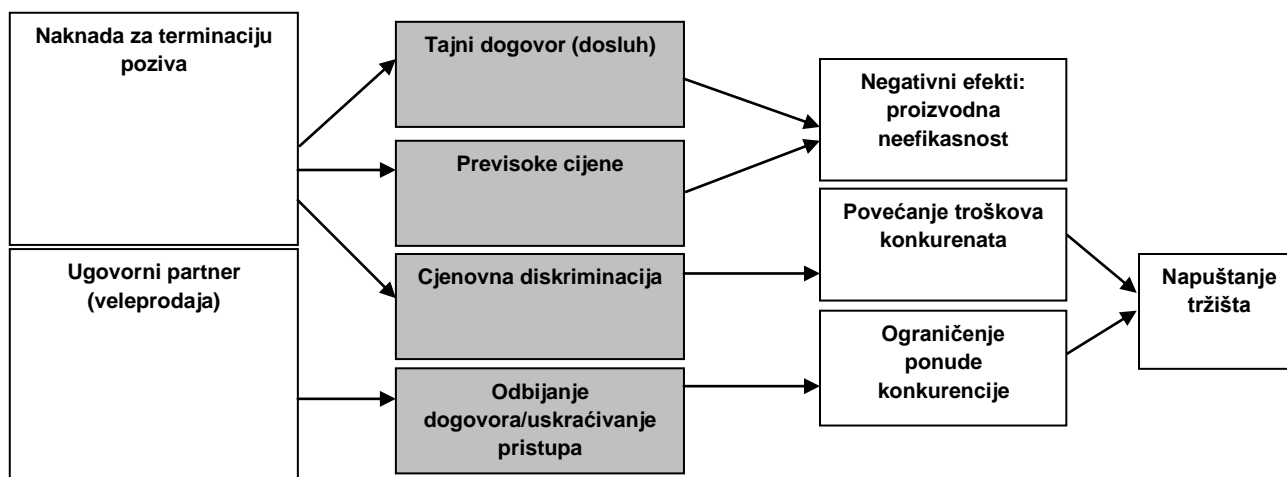 Naknada za terminaciju
poziva
Ugovorni partner
(veleprodaja)
Tajni dogovor (dosluh)
Previsoke cijene
Cjenovna diskriminacija
Odbijanje
dogovora/uskraćivanje
pristupa
Negativni efekti:
proizvodna
neefikasnost
Povećanje troškova
konkurenata
Ograničenje
ponude
konkurencije
Napuštanje
tržišta